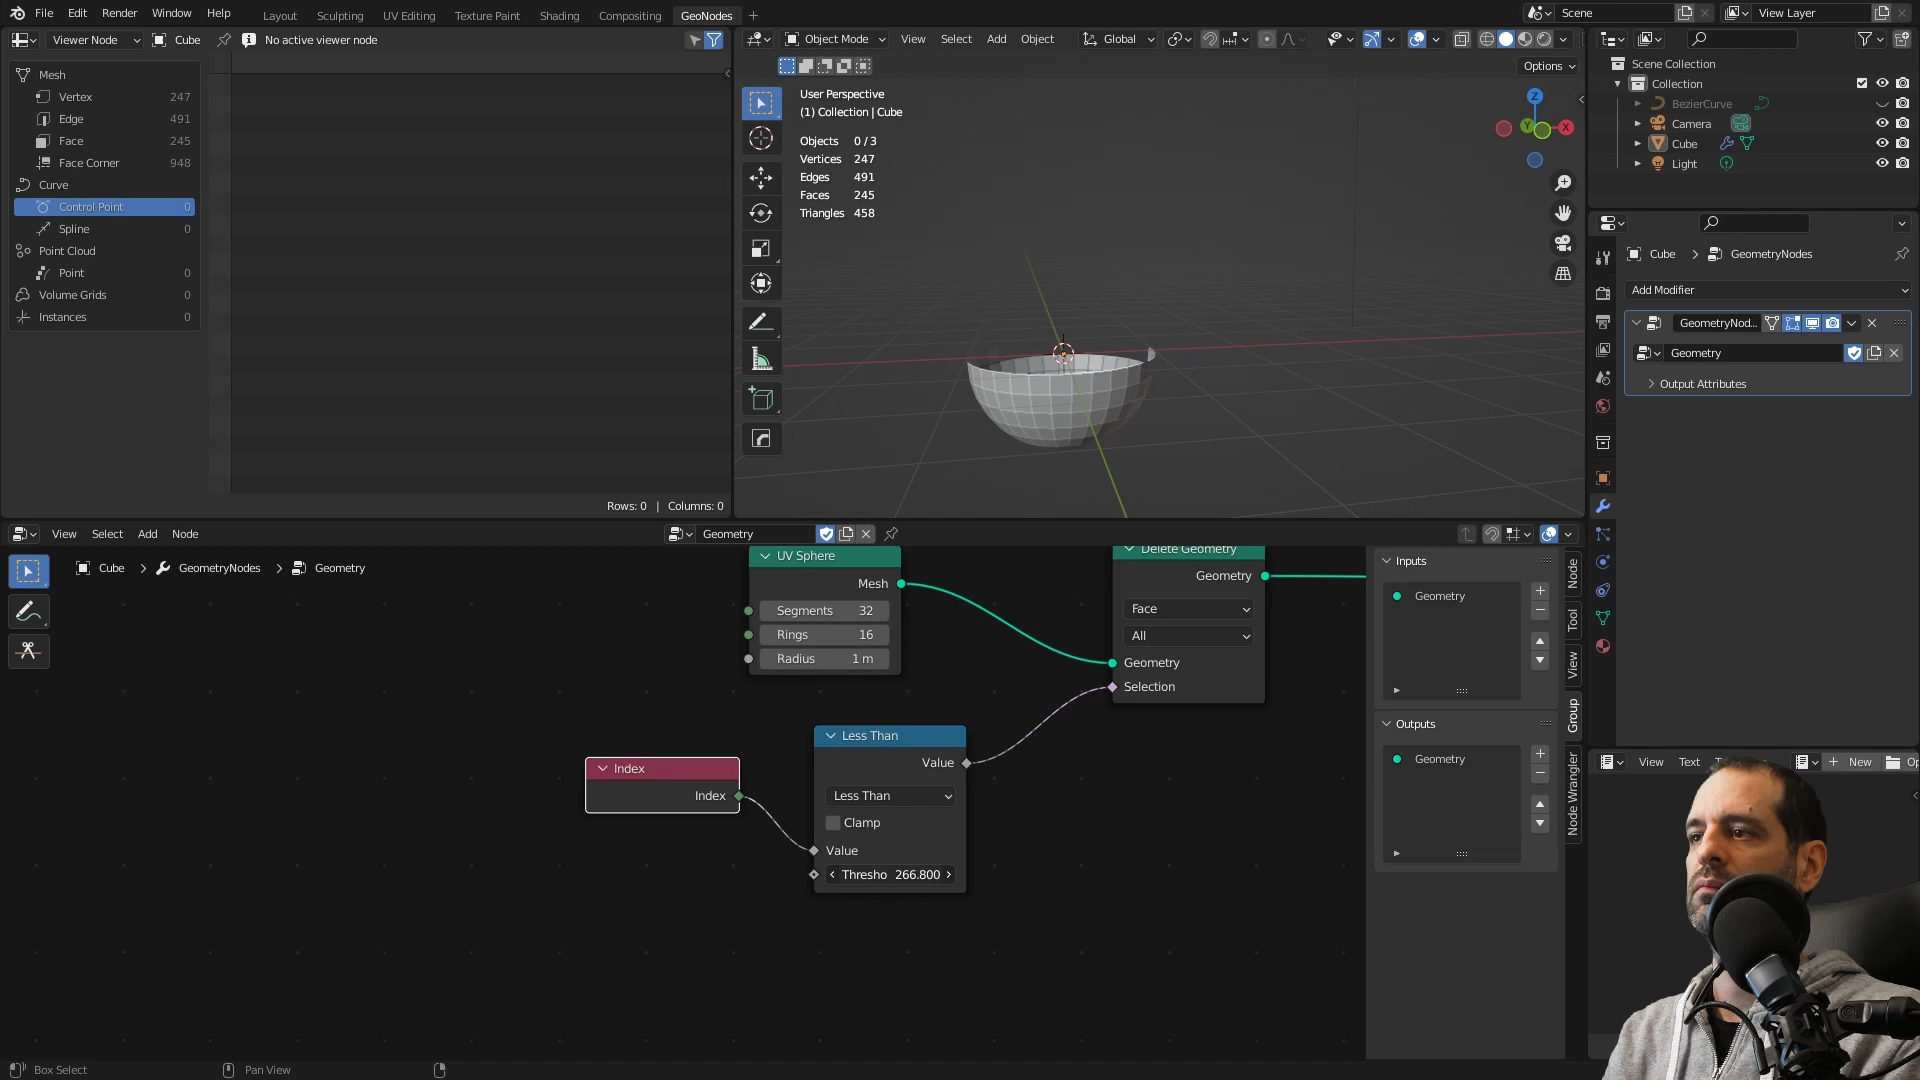 File Edit Render Window Help
Layout Sculpting UV Editing Texture Paint Shading Compositing GeoNodes
Scene
View Layer
Viewer Node
Cube
No active viewer node
Object Mode
View Select Add Object
Global
Options
Mesh
Vertex 247
Edge 491
Face 245
Face Corner 948
Curve
Control Point 0
Spline 0
Point Cloud
Point 0
Volume Grids 0
Instances 0
Rows: 0 | Columns: 0
User Perspective
(1) Collection | Cube
Objects 0 / 3
Vertices 247
Edges 491
Faces 245
Triangles 458
Z
Y
X
Scene Collection
Collection
BezierCurve
Camera
Cube
Light
Cube
GeometryNodes
Add Modifier
GeometryNod...
Geometry
Output Attributes
View Select Add Node
Geometry
Cube
GeometryNodes
Geometry
UV Sphere
Mesh
Segments 32
Rings 16
Radius 1 m
Delete Geometry
Geometry
Face
All
Geometry
Selection
Index
Index
Less Than
Value
Less Than
Clamp
Value
Thresho 266.800
Inputs
Geometry
Outputs
Geometry
Node
Tool
View
Group
Node Wrangler
View Text
New
Op
Box Select
Pan View